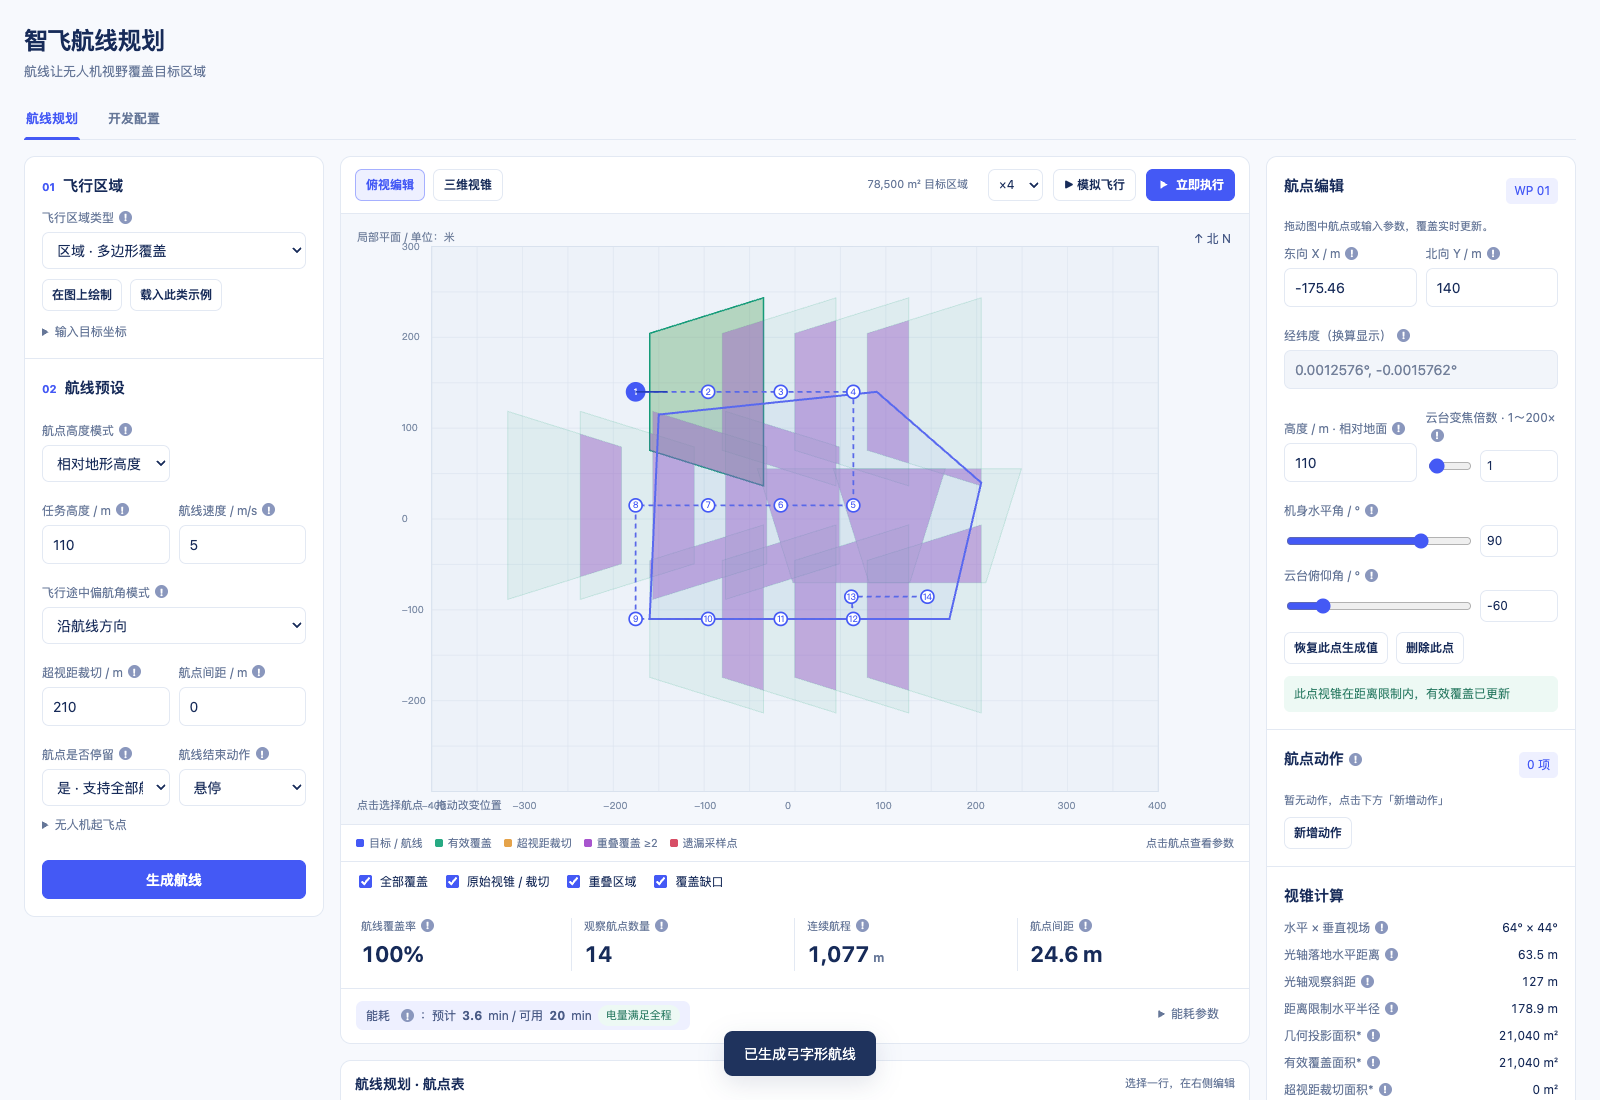 智飞航线规划
航线让无人机视野覆盖目标区域
航线规划 开发配置
01 飞行区域
飞行区域类型
区域 · 多边形覆盖
在图上绘制 载入此类示例
输入目标坐标
02 航线预设
航点高度模式
相对地形高度
任务高度 / m 航线速度 / m/s
110 5
飞行途中偏航角模式
沿航线方向
超视距裁切 / m 航点间距 / m
210 0
航点是否停留 航线结束动作
是 · 支持全部 悬停
无人机起飞点
生成航线
俯视编辑 三维视锥 78,500 m² 目标区域 ×4 模拟飞行 立即执行
局部平面 / 单位：米 ↑ 北 N
300
200
100
0
−100
−200
1 2 3 4
8 7 6 5
13 14
9 10 11 12
点击选择航点 · 拖动改变位置
−400 −300 −200 −100 0 100 200 300 400
目标 / 航线 有效覆盖 超视距裁切 重叠覆盖 ≥2 遗漏采样点 点击航点查看参数
全部覆盖 原始视锥 / 裁切 重叠区域 覆盖缺口
航线覆盖率 观察航点数量 连续航程 航点间距
100% 14 1,077 m 24.6 m
能耗 ： 预计 3.6 min / 可用 20 min 电量满足全程 能耗参数
已生成弓字形航线
航线规划 · 航点表 选择一行，在右侧编辑
航点编辑 WP 01
拖动图中航点或输入参数，覆盖实时更新。
东向 X / m 北向 Y / m
-175.46 140
经纬度（换算显示）
0.0012576°, -0.0015762°
高度 / m · 相对地面 云台变焦倍数 · 1～200×
110 1
机身水平角 / °
90
云台俯仰角 / °
-60
恢复此点生成值 删除此点
此点视锥在距离限制内，有效覆盖已更新
航点动作 0 项
暂无动作，点击下方「新增动作」
新增动作
视锥计算
水平 × 垂直视场 64° × 44°
光轴落地水平距离 63.5 m
光轴观察斜距 127 m
距离限制水平半径 178.9 m
几何投影面积* 21,040 m²
有效覆盖面积* 21,040 m²
超视距裁切面积* 0 m²